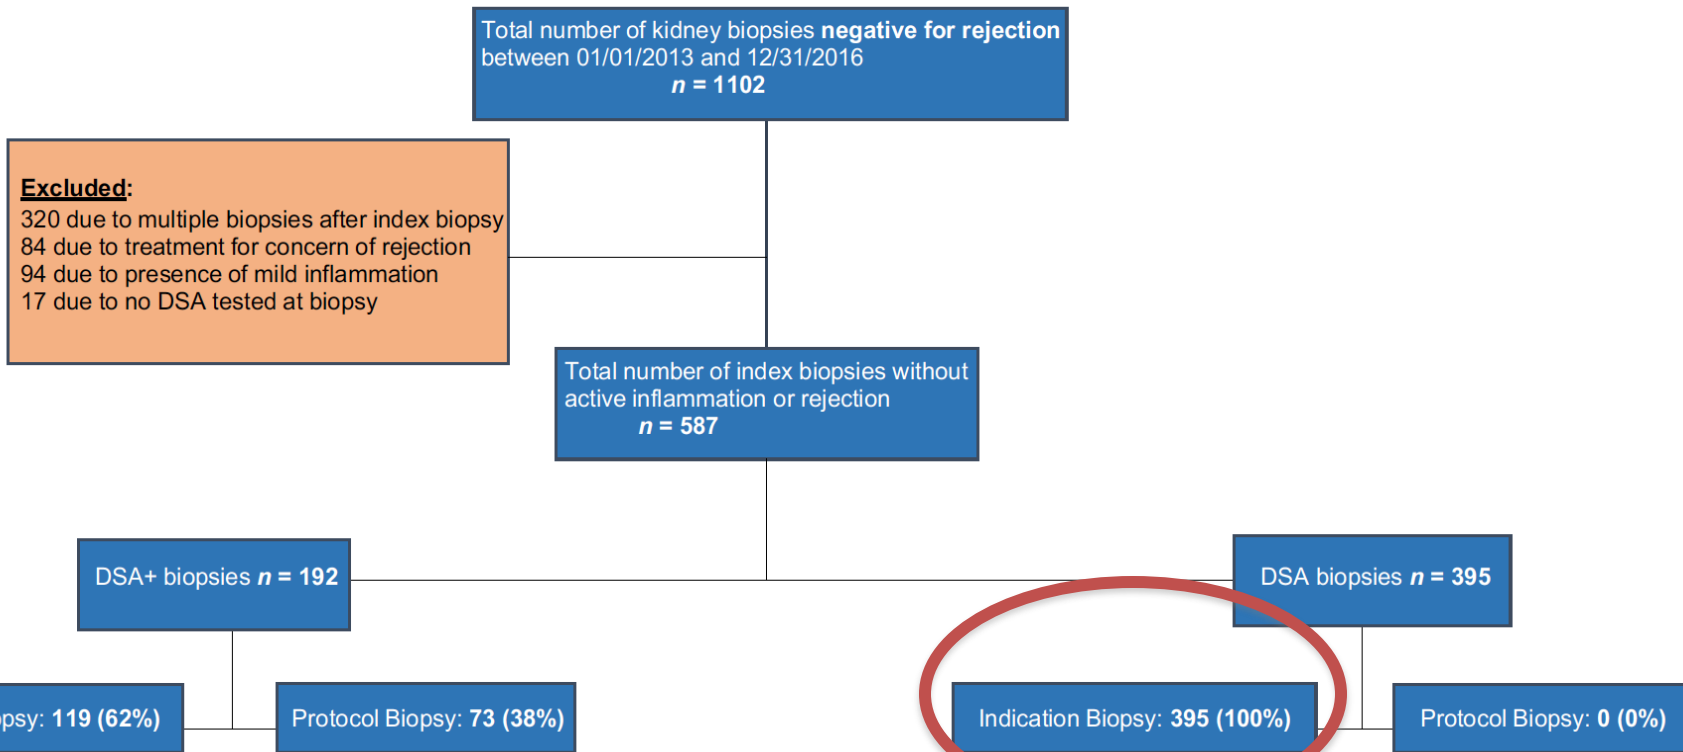 Total number of kidney biopsies negative for rejection
between 01/01/2013 and 12/31/2016
n = 1102
Excluded:
320 due to multiple biopsies after index biopsy
84 due to treatment for concern of rejection
94 due to presence of mild inflammation
17 due to no DSA tested at biopsy
Total number of index biopsies without
active inflammation or rejection
n = 587
DSA+ biopsies n = 192
DSA biopsies n = 395
opsy: 119 (62%)
Protocol Biopsy: 73 (38%)
Indication Biopsy: 395 (100%)
Protocol Biopsy: 0 (0%)